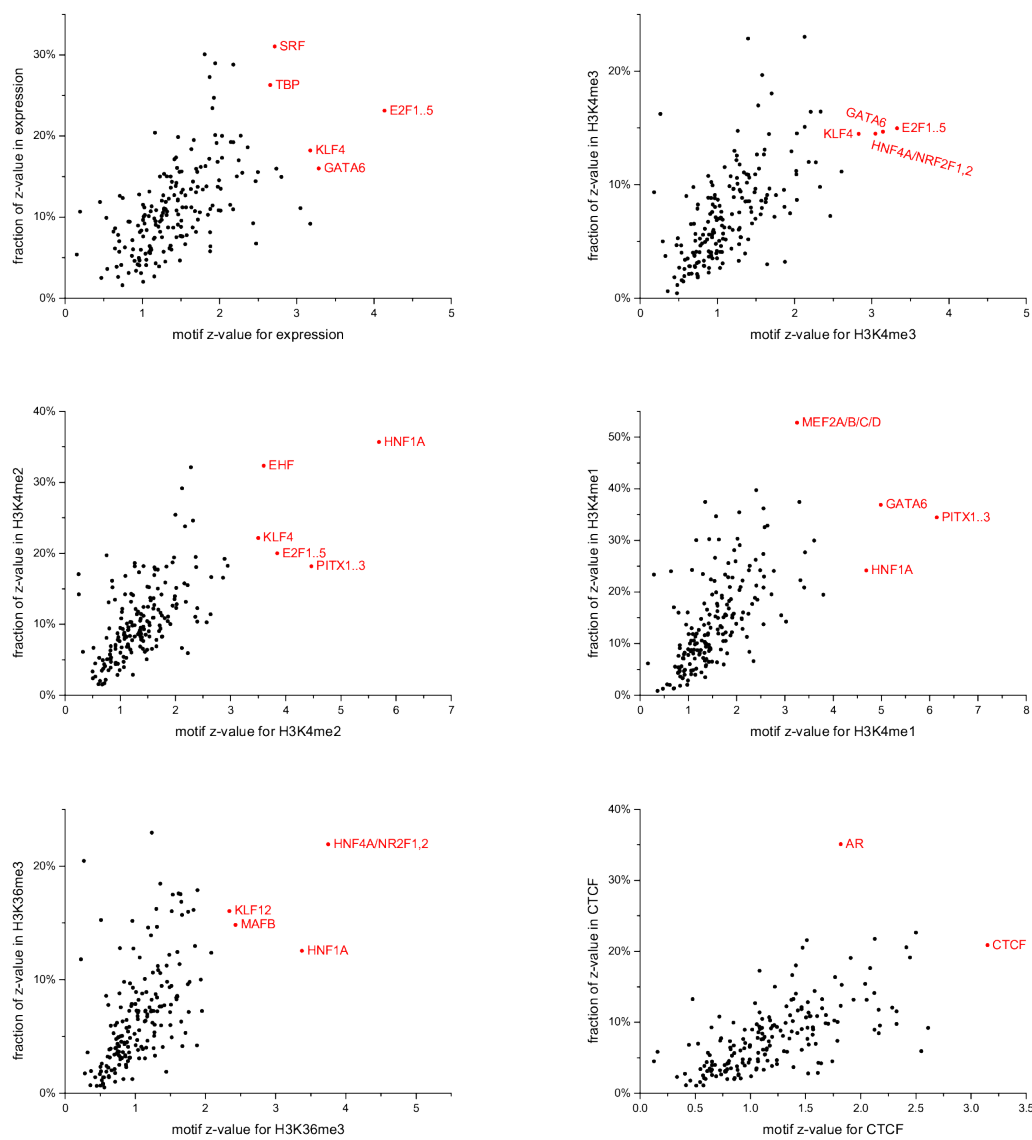 fraction of z-value in expression
30%
20%
10%
0%
SRF
TBP
E2F1..5
KLF4
GATA6
0 1 2 3 4 5
motif z-value for expression
fraction of z-value in H3K4me3
20%
10%
0%
GATA6
KLF4
E2F1..5
HNF4A/NRF2F1,2
0 1 2 3 4 5
motif z-value for H3K4me3
fraction of z-value in H3K4me2
40%
30%
20%
10%
0%
HNF1A
EHF
KLF4
E2F1..5
PITX1..3
0 1 2 3 4 5 6 7
motif z-value for H3K4me2
fraction of z-value in H3K4me1
50%
40%
30%
20%
10%
0%
MEF2A/B/C/D
GATA6
PITX1..3
HNF1A
0 1 2 3 4 5 6 7 8
motif z-value for H3K4me1
fraction of z-value in H3K36me3
20%
10%
0%
HNF4A/NR2F1,2
KLF12
MAFB
HNF1A
0 1 2 3 4 5
motif z-value for H3K36me3
fraction of z-value in CTCF
40%
30%
20%
10%
0%
AR
CTCF
0.0 0.5 1.0 1.5 2.0 2.5 3.0 3.5
motif z-value for CTCF